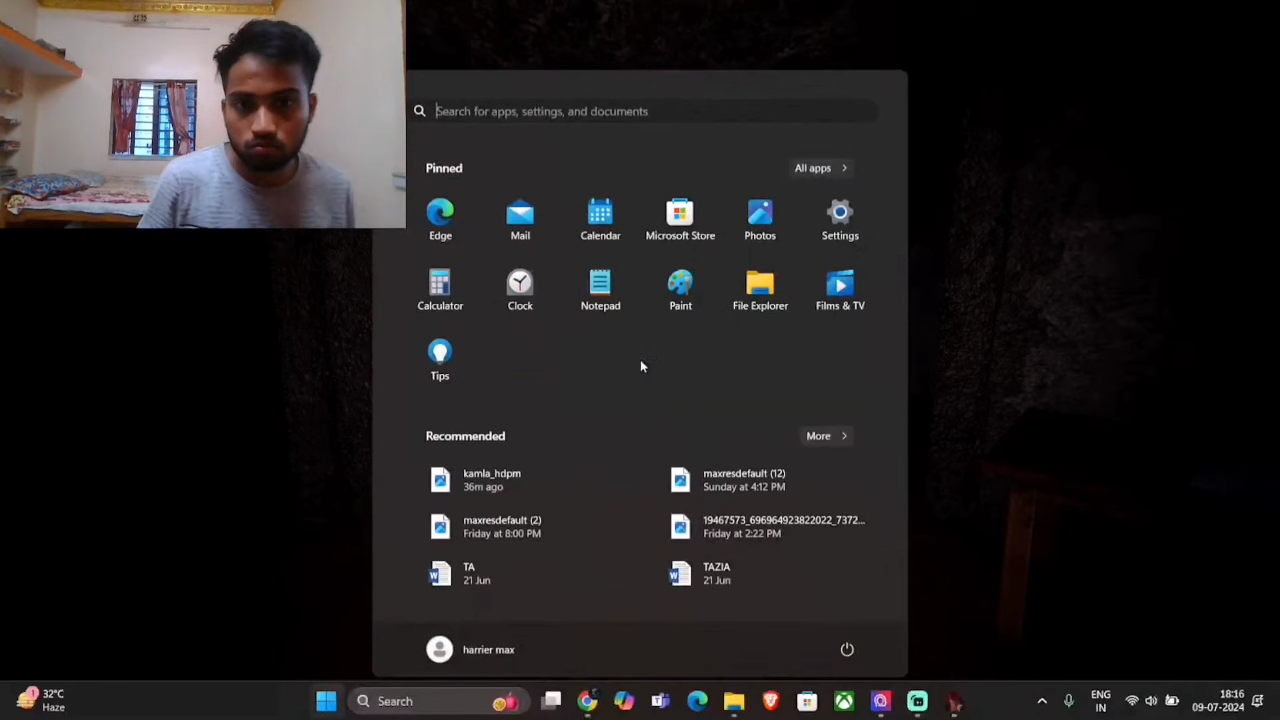 Search for apps, settings, and documents
Pinned
All apps
Edge
Mail
Calendar
Microsoft Store
Photos
Settings
Calculator
Clock
Notepad
Paint
File Explorer
Films & TV
Tips
Recommended
More
kamla_hdpm
36m ago
maxresdefault (12)
Sunday at 4:12 PM
maxresdefault (2)
Friday at 8:00 PM
19467573_696964923822022_7372...
Friday at 2:22 PM
TA
21 Jun
TAZIA
21 Jun
harrier max
1
32°C
Haze
Search
ENG
IN
18:16
09-07-2024